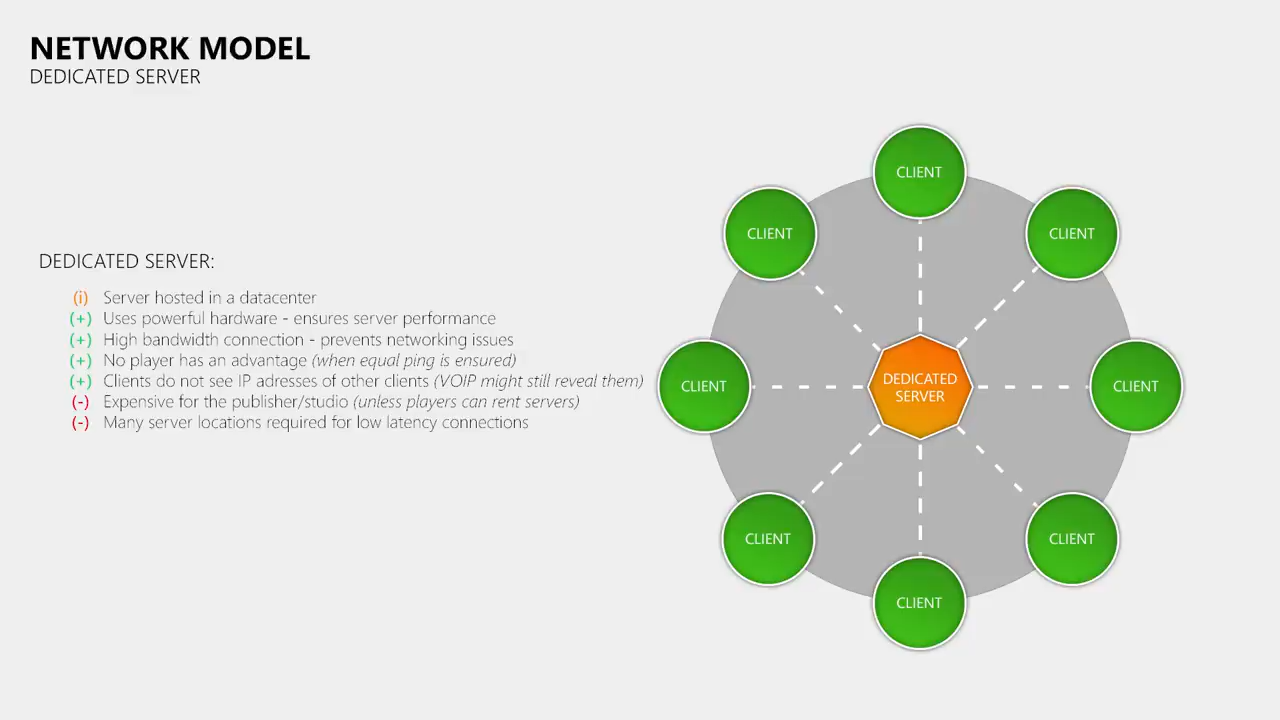 NETWORK MODEL
DEDICATED SERVER
DEDICATED SERVER:
(i) Server hosted in a datacenter
(+) Uses powerful hardware - ensures server performance
(+) High bandwidth connection - prevents networking issues
(+) No player has an advantage (when equal ping is ensured)
(+) Clients do not see IP adresses of other clients (VOIP might still reveal them)
(-) Expensive for the publisher/studio (unless players can rent servers)
(-) Many server locations required for low latency connections
CLIENT
CLIENT
CLIENT
CLIENT
DEDICATED
SERVER
CLIENT
CLIENT
CLIENT
CLIENT